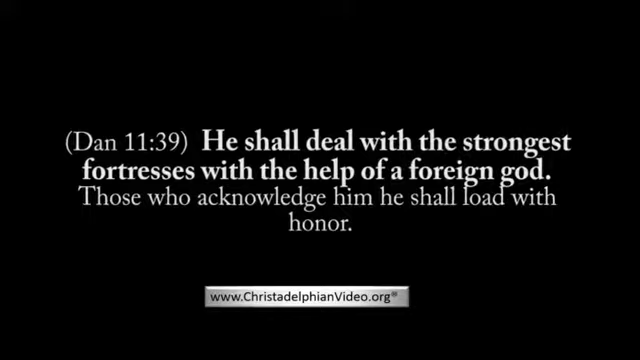 (Dan 11:39) He shall deal with the strongest
fortresses with the help of a foreign god.
Those who acknowledge him he shall load with
honor.
www.ChristadelphianVideo.org®